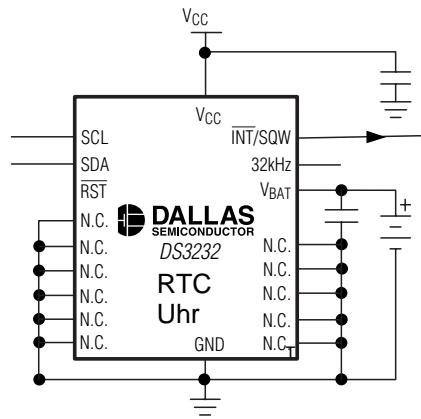 VCC
VCC
SCL
INT/SQW
SDA
32kHz
RST
VBAT
N.C.
DALLAS
SEMICONDUCTOR
N.C.
DS3232
N.C.
N.C.
RTC
N.C.
N.C.
N.C.
N.C.
Uhr
N.C.
N.C.
GND
N.C.
T
+